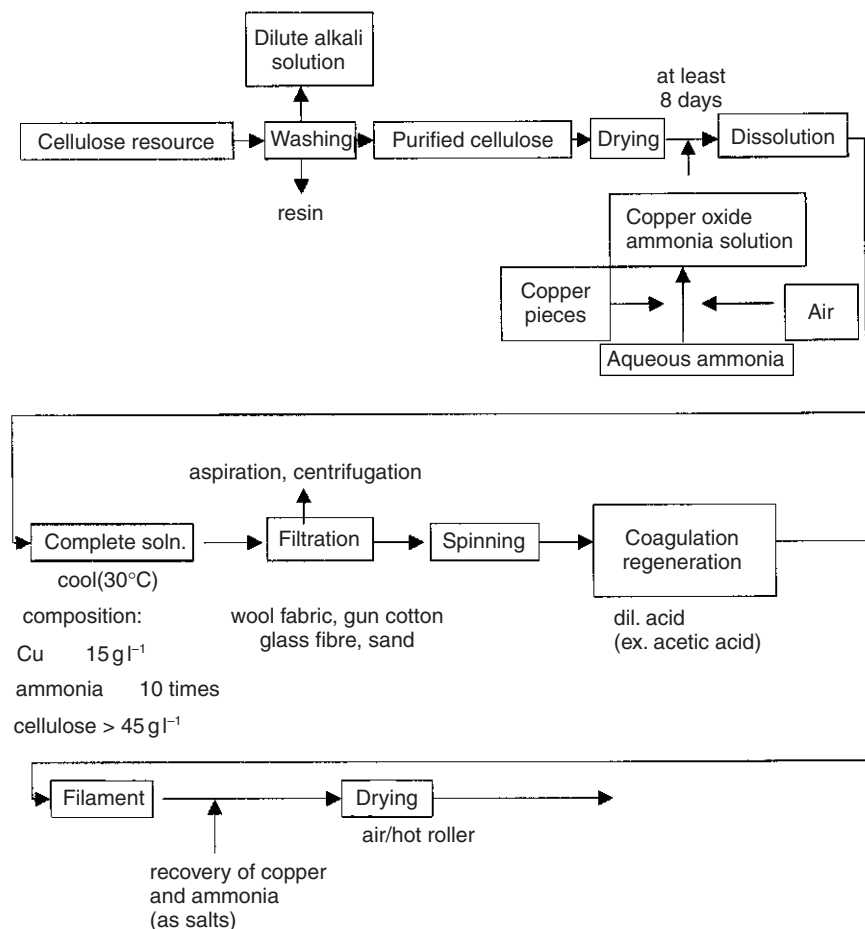 Dilute alkali
solution
at least
8 days
Cellulose resource
Washing
Purified cellulose
Drying
Dissolution
resin
Copper oxide
ammonia solution
Copper
pieces
Air
Aqueous ammonia
aspiration, centrifugation
Complete soln.
Filtration
Spinning
Coagulation
regeneration
cool(30°C)
composition:
Cu 15 g l⁻¹
ammonia 10 times
cellulose > 45 g l⁻¹
wool fabric, gun cotton
glass fibre, sand
dil. acid
(ex. acetic acid)
Filament
Drying
air/hot roller
recovery of copper
and ammonia
(as salts)